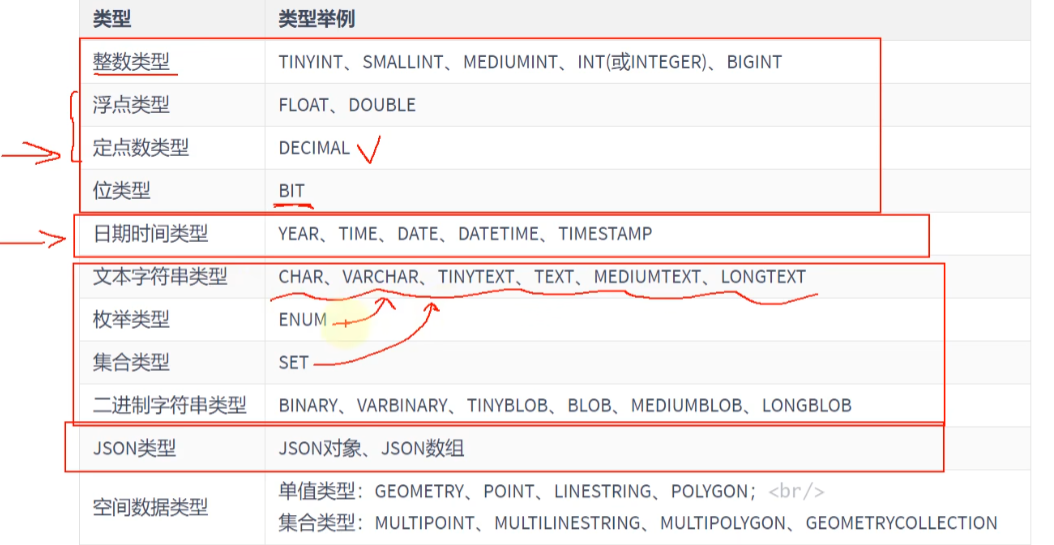 类型 类型举例
整数类型 TINYINT、SMALLINT、MEDIUMINT、INT(或INTEGER)、BIGINT
浮点类型 FLOAT、DOUBLE
定点数类型 DECIMAL
位类型 BIT
日期时间类型 YEAR、TIME、DATE、DATETIME、TIMESTAMP
文本字符串类型 CHAR、VARCHAR、TINYTEXT、TEXT、MEDIUMTEXT、LONGTEXT
枚举类型 ENUM
集合类型 SET
二进制字符串类型 BINARY、VARBINARY、TINYBLOB、BLOB、MEDIUMBLOB、LONGBLOB
JSON类型 JSON对象、JSON数组
空间数据类型 单值类型：GEOMETRY、POINT、LINESTRING、POLYGON；<br/>
集合类型：MULTIPOINT、MULTILINESTRING、MULTIPOLYGON、GEOMETRYCOLLECTION